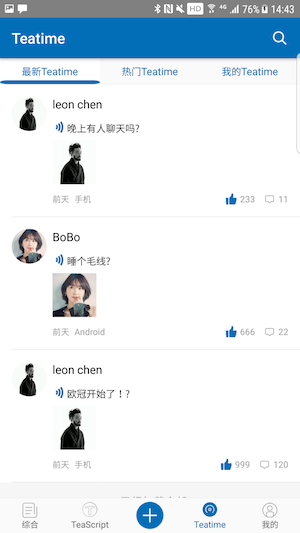 HD 4G 76% 14:43
Teatime
最新Teatime 热门Teatime 我的Teatime
leon chen
晚上有人聊天吗?
前天 手机 233 11
BoBo
睡个毛线?
前天 Android 666 22
leon chen
欧冠开始了！?
前天 手机 999 120
综合 TeaScript Teatime 我的